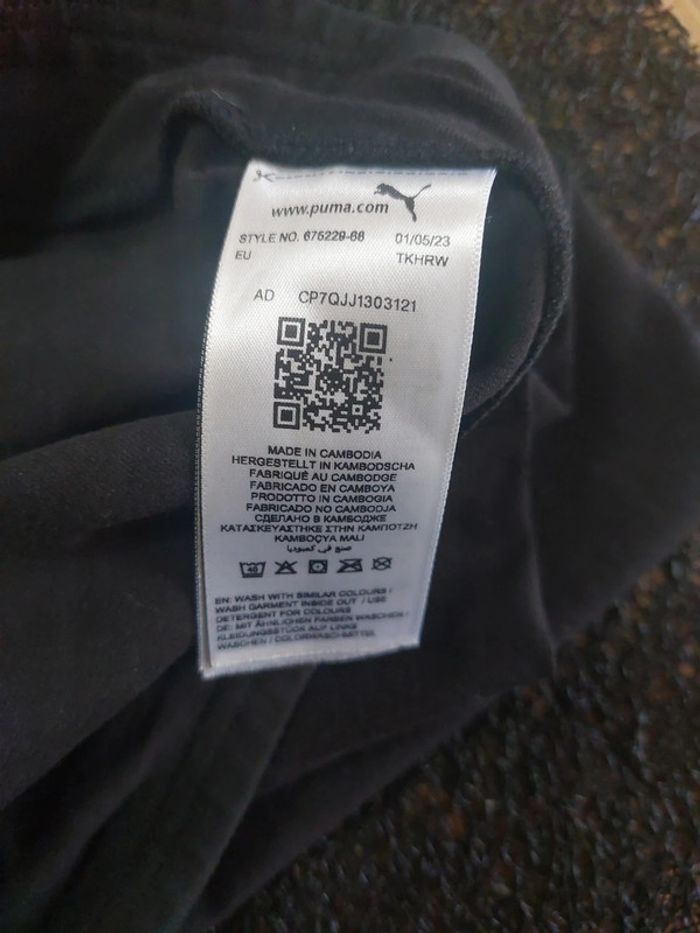 www.puma.com
STYLE NO. 675229-66 01/05/23
EU TKHRW
AD CP7QJJ1303121
MADE IN CAMBODIA
HERGESTELLT IN KAMBODSCHA
FABRIQUÉ AU CAMBODGE
FABRICADO EN CAMBOYA
PRODOTTO IN CAMBOGIA
FABRICADO NO CAMBODJA
СДЕЛАНО В КАМБОДЖЕ
ΚΑΤΑΣΚΕΥΑΣΤΗΚΕ ΣΤΗΝ ΚΑΜΠΟΤΖΗ
KAMBOÇYA MALI
صنع في كمبوديا
40
EN: WASH WITH SIMILAR COLOURS /
WASH GARMENT INSIDE OUT / USE
DETERGENT FOR COLOURS
DE: MIT ÄHNLICHEN FARBEN WASCHEN /
KLEIDUNGSSTÜCK AUF LINKS
WASCHEN / COLORWASCHMITTEL